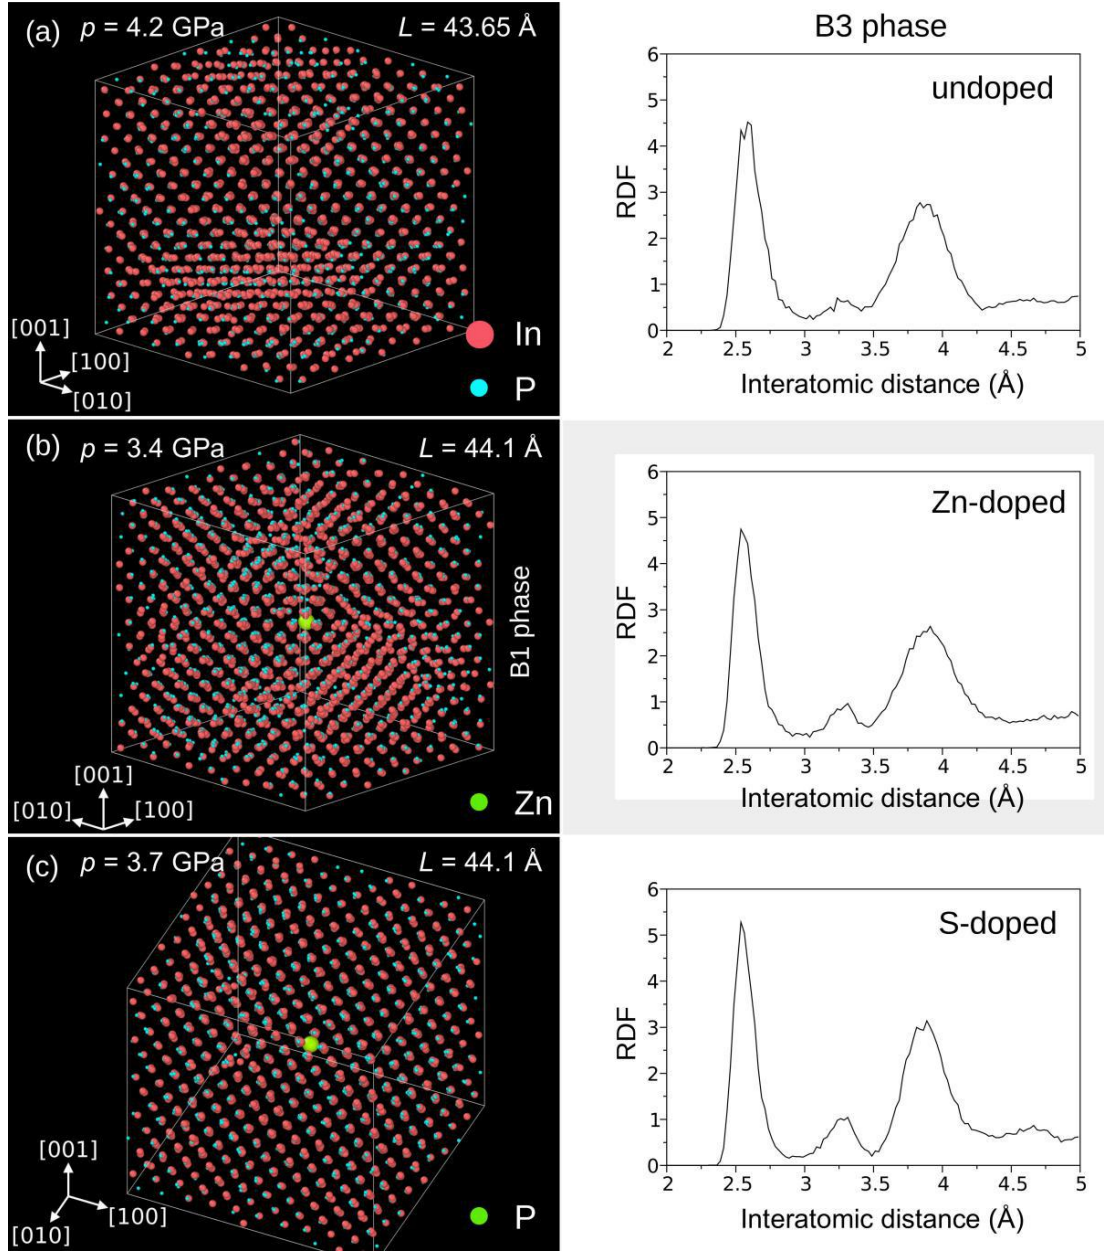 (a) p = 4.2 GPa L = 43.65 Å
[001]
[100]
[010]
In
P
B3 phase
undoped
RDF
6
5
4
3
2
1
0
2 2.5 3 3.5 4 4.5 5
Interatomic distance (Å)
(b) p = 3.4 GPa L = 44.1 Å
B1 phase
[001]
[010] [100]
Zn
Zn-doped
RDF
6
5
4
3
2
1
0
2 2.5 3 3.5 4 4.5 5
Interatomic distance (Å)
(c) p = 3.7 GPa L = 44.1 Å
[001]
[100]
[010]
P
S-doped
RDF
6
5
4
3
2
1
0
2 2.5 3 3.5 4 4.5 5
Interatomic distance (Å)